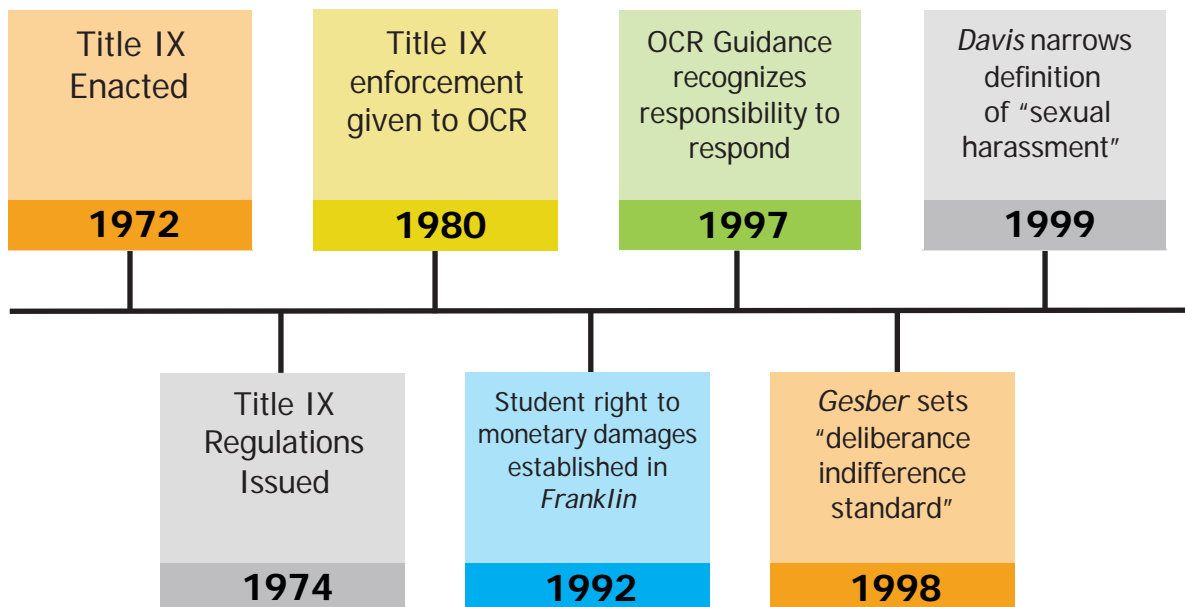 Title IX
Enacted
1972
Title IX
enforcement
given to OCR
1980
OCR Guidance
recognizes
responsibility to
respond
1997
Davis narrows
definition
of “sexual
harassment”
1999
Title IX
Regulations
Issued
1974
Student right to
monetary damages
established in
Franklin
1992
Gesber sets
“deliberance
indifference
standard”
1998